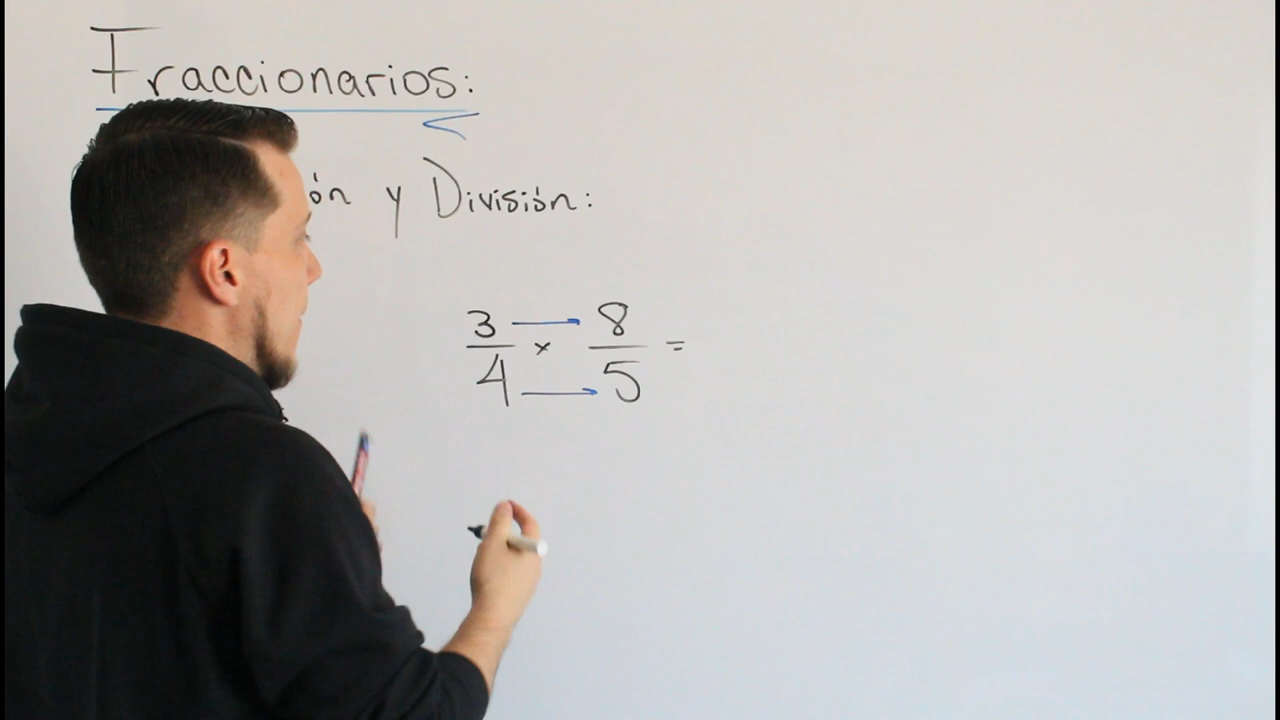 Fraccionarios:
ón y División:
3 → 8
× =
4 → 5